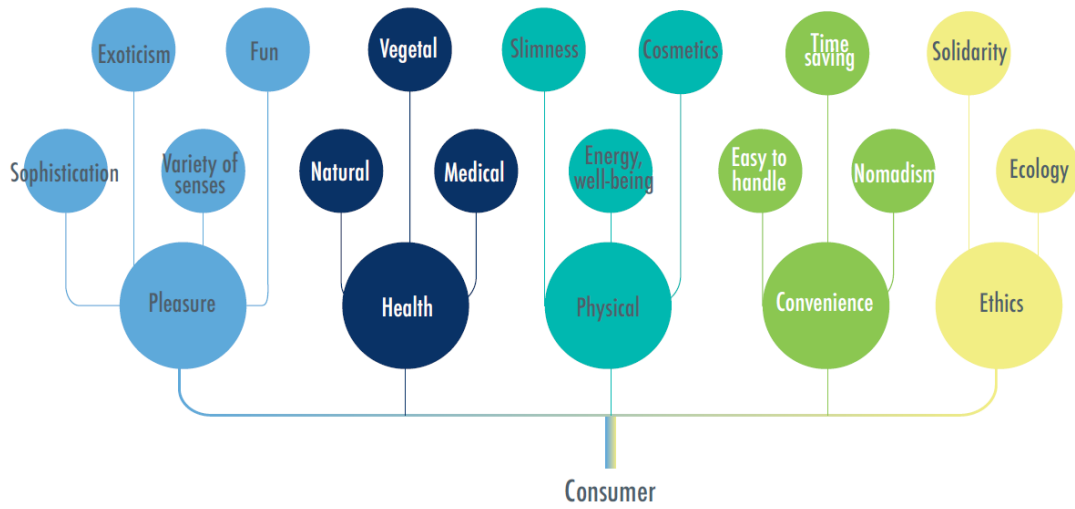 Exoticism
Fun
Vegetal
Slimness
Cosmetics
Time
saving
Solidarity
Sophistication
Variety of
senses
Natural
Medical
Energy,
well-being
Easy to
handle
Nomadism
Ecology
Pleasure
Health
Physical
Convenience
Ethics
Consumer